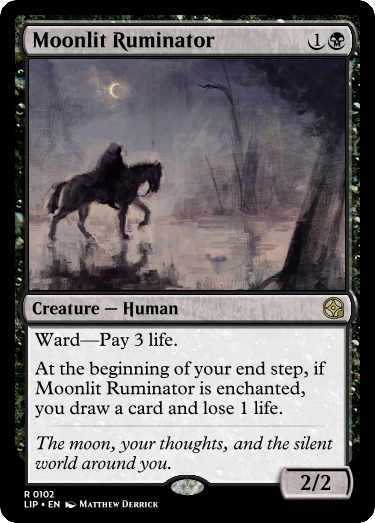 Moonlit Ruminator 1
Creature — Human
Ward—Pay 3 life.
At the beginning of your end step, if
Moonlit Ruminator is enchanted,
you draw a card and lose 1 life.
The moon, your thoughts, and the silent
world around you.
2/2
R 0102
LIP • EN Matthew Derrick